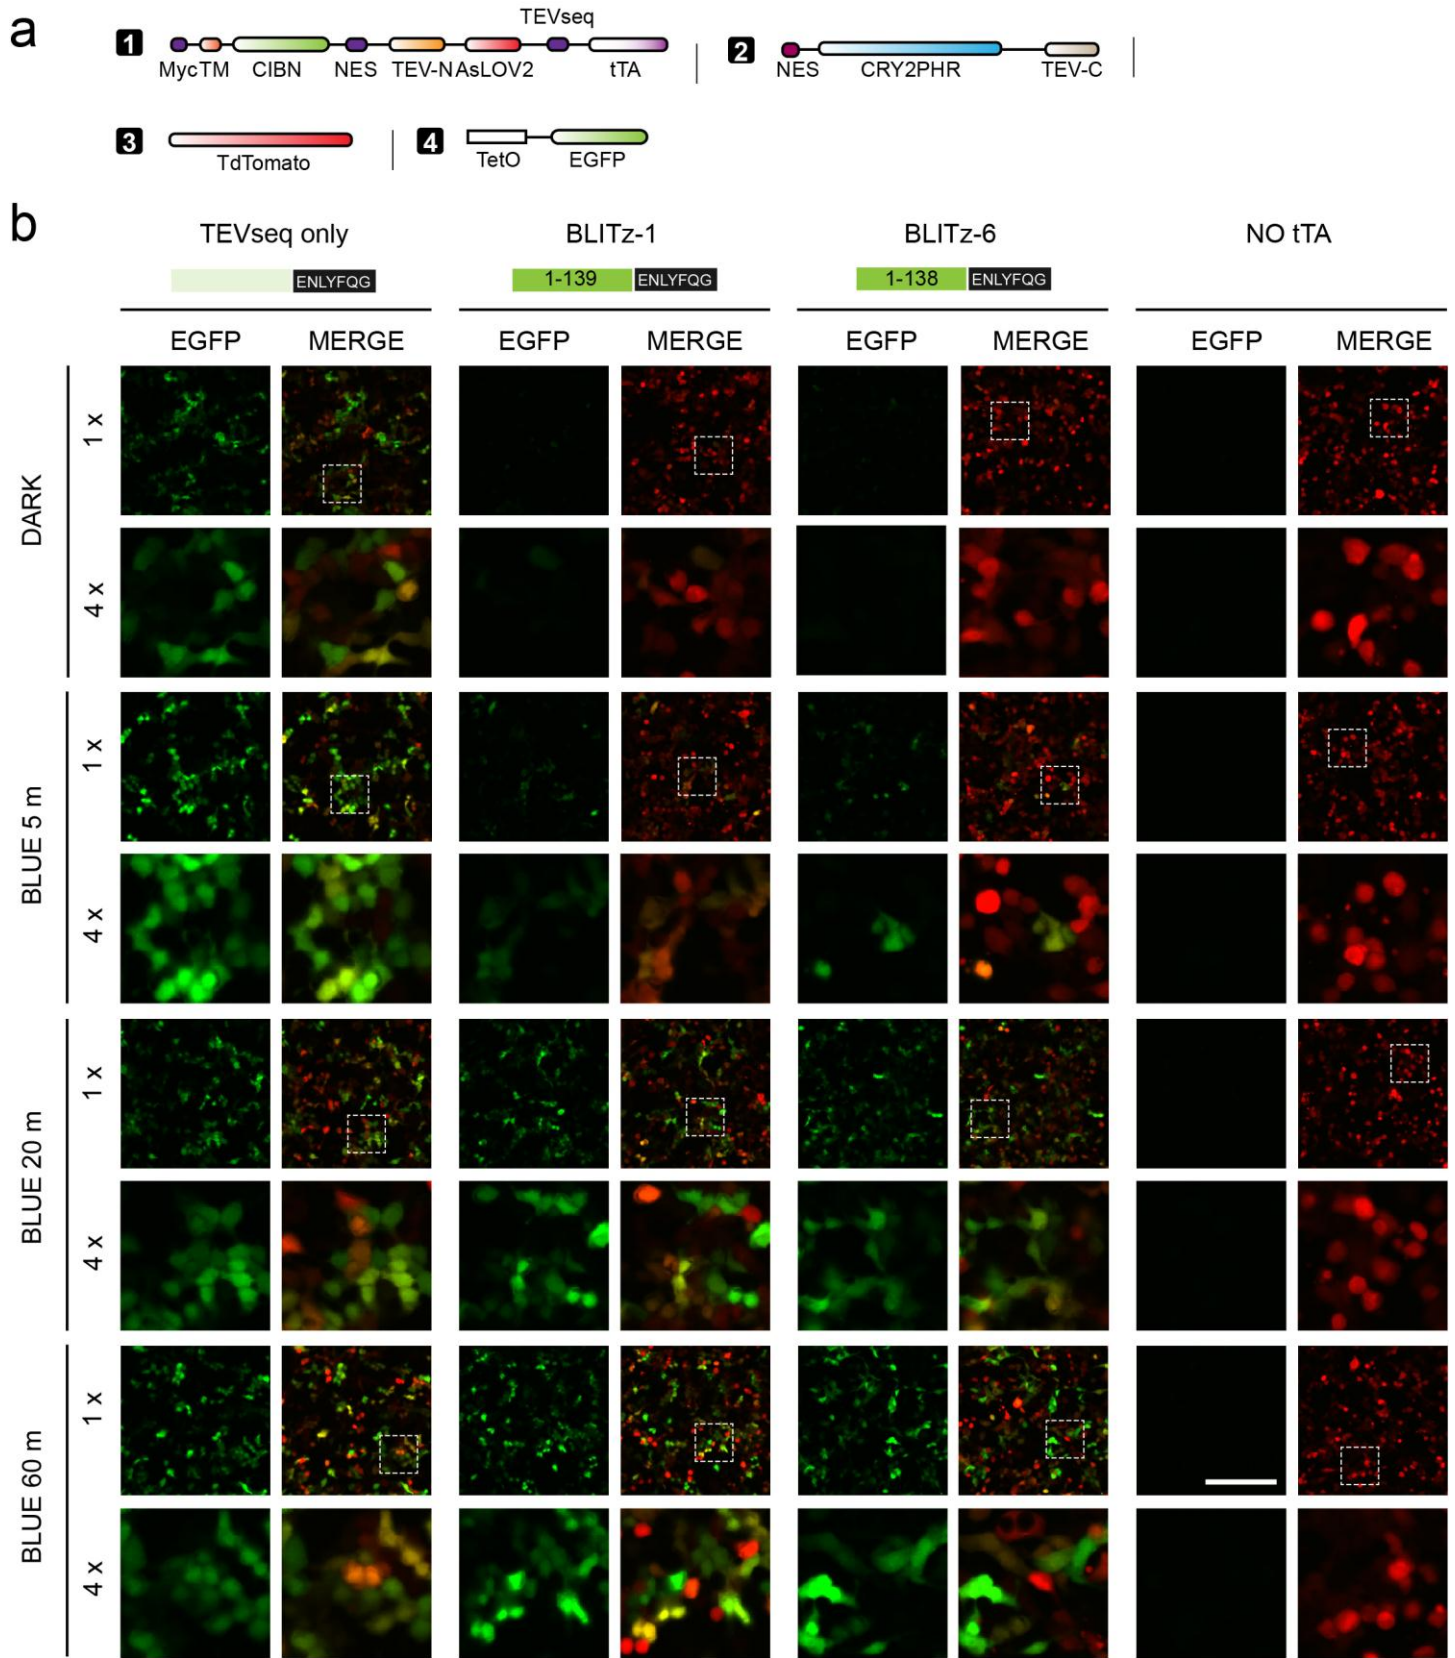 a
TEVseq
1
MycTM CIBN NES TEV-N AsLOV2 tTA
2
NES CRY2PHR TEV-C
3
TdTomato
4
TetO EGFP
b
TEVseq only BLITz-1 BLITz-6 NO tTA
ENLYFQG 1-139 ENLYFQG 1-138 ENLYFQG
EGFP MERGE EGFP MERGE EGFP MERGE EGFP MERGE
DARK
1 x
4 x
BLUE 5 m
1 x
4 x
BLUE 20 m
1 x
4 x
BLUE 60 m
1 x
4 x